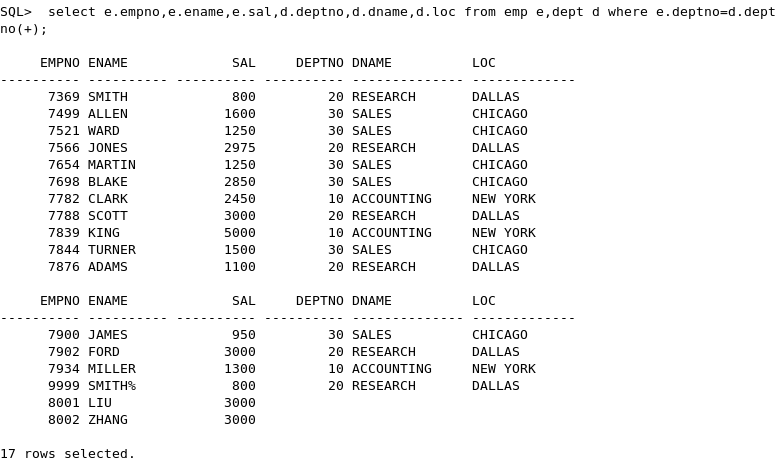 SQL>  select e.empno,e.ename,e.sal,d.deptno,d.dname,d.loc from emp e,dept d where e.deptno=d.dept
no(+);

     EMPNO ENAME             SAL     DEPTNO DNAME          LOC
---------- ---------- ---------- ---------- -------------- -------------
      7369 SMITH             800         20 RESEARCH       DALLAS
      7499 ALLEN            1600         30 SALES          CHICAGO
      7521 WARD             1250         30 SALES          CHICAGO
      7566 JONES            2975         20 RESEARCH       DALLAS
      7654 MARTIN           1250         30 SALES          CHICAGO
      7698 BLAKE            2850         30 SALES          CHICAGO
      7782 CLARK            2450         10 ACCOUNTING     NEW YORK
      7788 SCOTT            3000         20 RESEARCH       DALLAS
      7839 KING             5000         10 ACCOUNTING     NEW YORK
      7844 TURNER           1500         30 SALES          CHICAGO
      7876 ADAMS            1100         20 RESEARCH       DALLAS

     EMPNO ENAME             SAL     DEPTNO DNAME          LOC
---------- ---------- ---------- ---------- -------------- -------------
      7900 JAMES             950         30 SALES          CHICAGO
      7902 FORD             3000         20 RESEARCH       DALLAS
      7934 MILLER           1300         10 ACCOUNTING     NEW YORK
      9999 SMITH%            800         20 RESEARCH       DALLAS
      8001 LIU              3000
      8002 ZHANG            3000

17 rows selected.